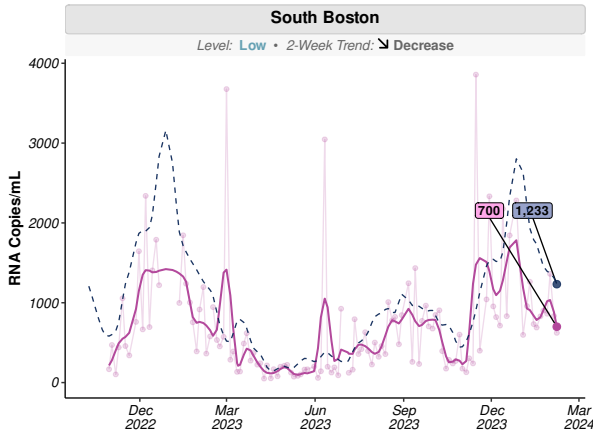 South Boston
Level: Low • 2-Week Trend: ➘ Decrease
RNA Copies/mL
4000
3000
2000
1000
0
700
1,233
Dec 2022
Mar 2023
Jun 2023
Sep 2023
Dec 2023
Mar 2024